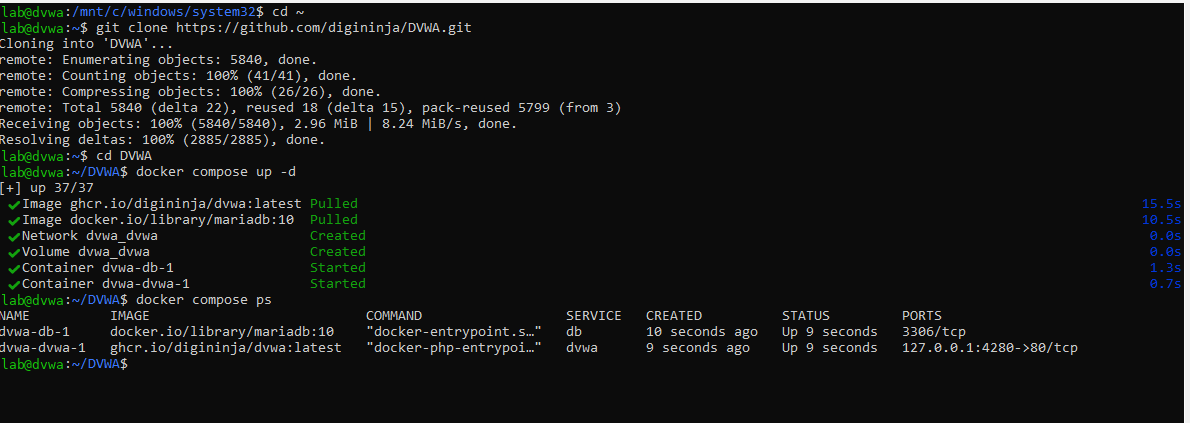 lab@dvwa:/mnt/c/windows/system32$ cd ~
lab@dvwa:~$ git clone https://github.com/digininja/DVWA.git
Cloning into 'DVWA'...
remote: Enumerating objects: 5840, done.
remote: Counting objects: 100% (41/41), done.
remote: Compressing objects: 100% (26/26), done.
remote: Total 5840 (delta 22), reused 18 (delta 15), pack-reused 5799 (from 3)
Receiving objects: 100% (5840/5840), 2.96 MiB | 8.24 MiB/s, done.
Resolving deltas: 100% (2885/2885), done.
lab@dvwa:~$ cd DVWA
lab@dvwa:~/DVWA$ docker compose up -d
[+] up 37/37
✔Image ghcr.io/digininja/dvwa:latest Pulled 15.5s
✔Image docker.io/library/mariadb:10 Pulled 10.5s
✔Network dvwa_dvwa Created 0.0s
✔Volume dvwa_dvwa Created 0.0s
✔Container dvwa-db-1 Started 1.3s
✔Container dvwa-dvwa-1 Started 0.7s
lab@dvwa:~/DVWA$ docker compose ps
NAME IMAGE COMMAND SERVICE CREATED STATUS PORTS
dvwa-db-1 docker.io/library/mariadb:10 "docker-entrypoint.s…" db 10 seconds ago Up 9 seconds 3306/tcp
dvwa-dvwa-1 ghcr.io/digininja/dvwa:latest "docker-php-entrypoi…" dvwa 9 seconds ago Up 9 seconds 127.0.0.1:4280->80/tcp
lab@dvwa:~/DVWA$